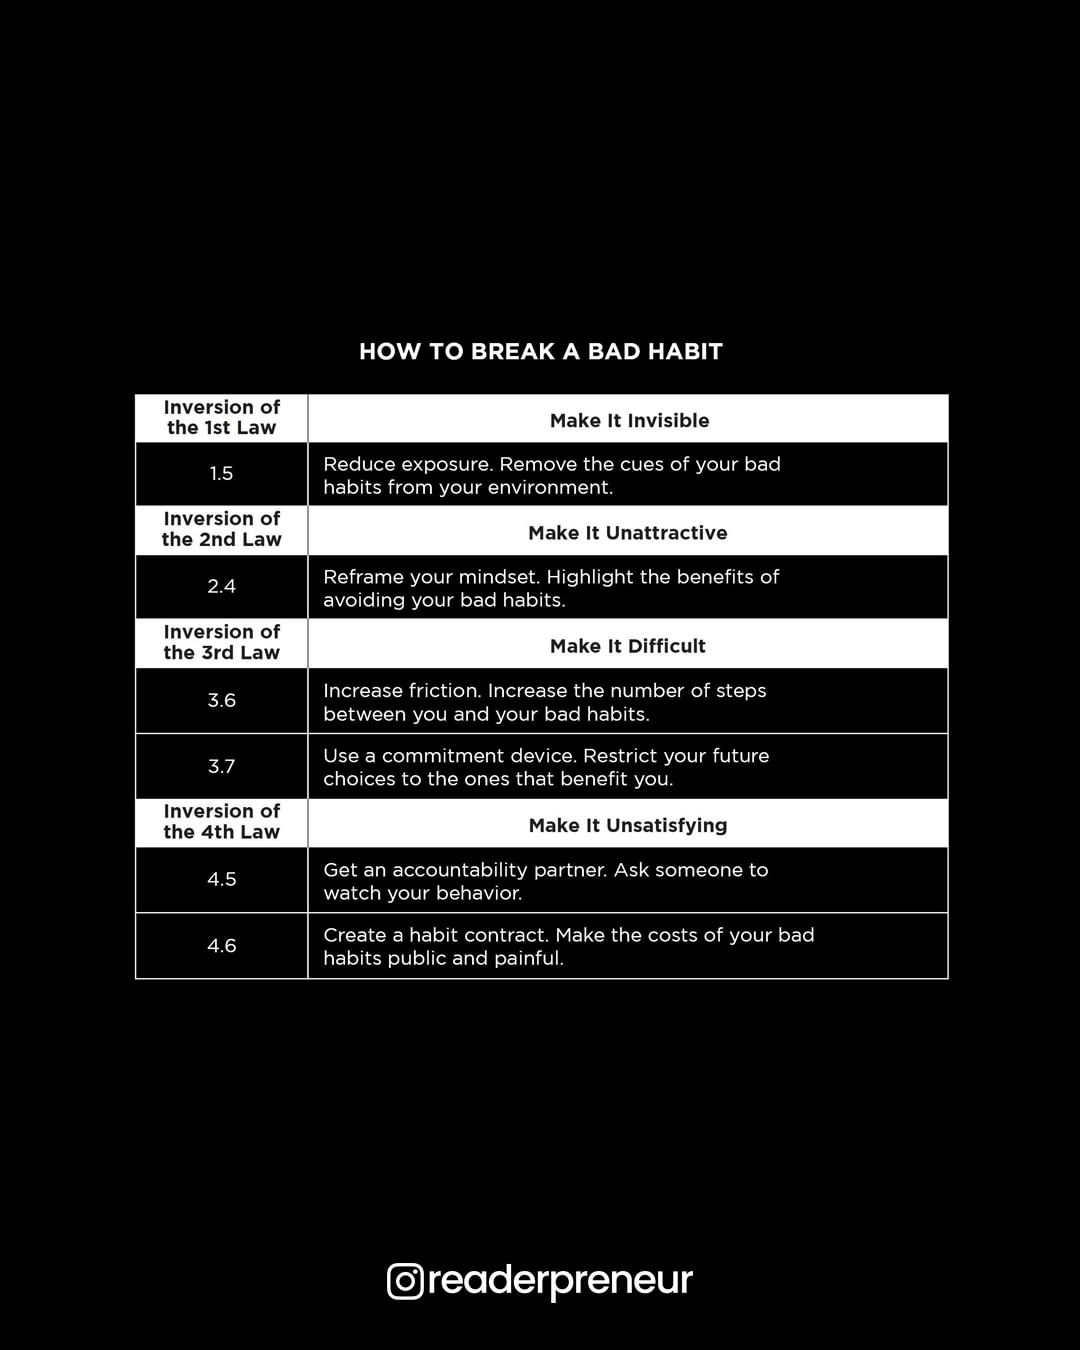 HOW TO BREAK A BAD HABIT
Inversion of
the 1st Law
Make It Invisible
1.5
Reduce exposure. Remove the cues of your bad
habits from your environment.
Inversion of
the 2nd Law
Make It Unattractive
2.4
Reframe your mindset. Highlight the benefits of
avoiding your bad habits.
Inversion of
the 3rd Law
Make It Difficult
3.6
Increase friction. Increase the number of steps
between you and your bad habits.
3.7
Use a commitment device. Restrict your future
choices to the ones that benefit you.
Inversion of
the 4th Law
Make It Unsatisfying
4.5
Get an accountability partner. Ask someone to
watch your behavior.
4.6
Create a habit contract. Make the costs of your bad
habits public and painful.
readerpreneur